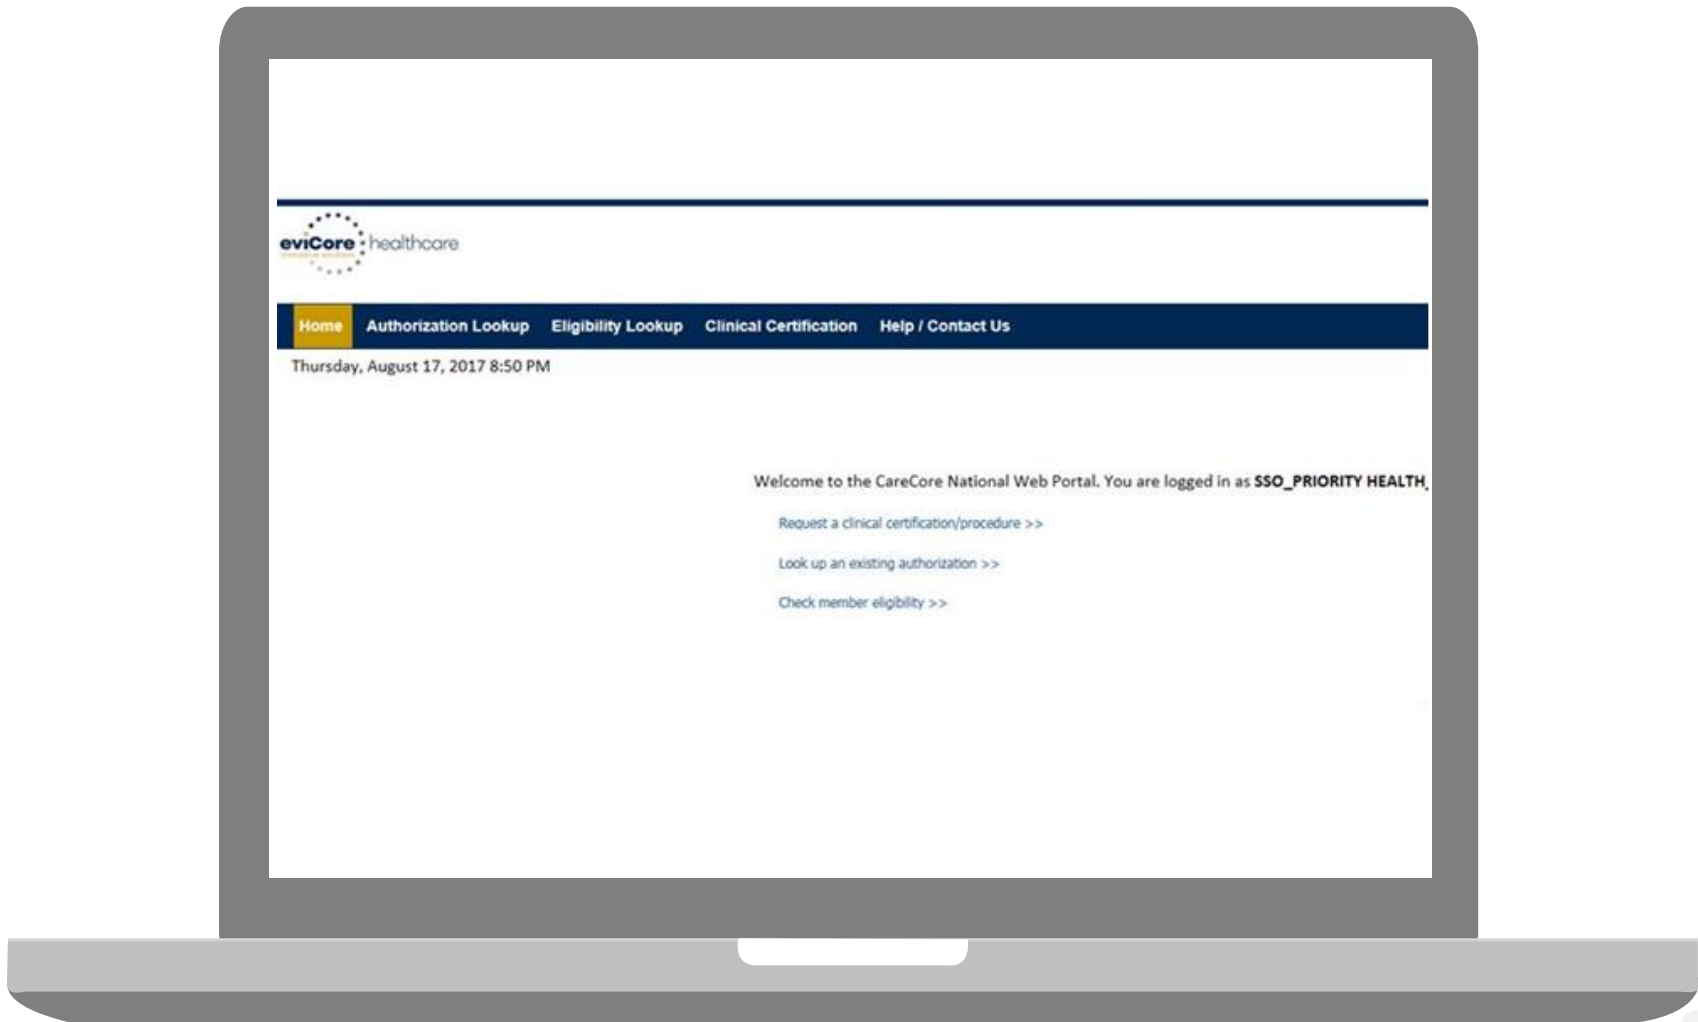 eviCore healthcare
Home Authorization Lookup Eligibility Lookup Clinical Certification Help / Contact Us
Thursday, August 17, 2017 8:50 PM
Welcome to the CareCore National Web Portal. You are logged in as SSO_PRIORITY HEALTH_
Request a clinical certification/procedure >>
Look up an existing authorization >>
Check member eligibility >>